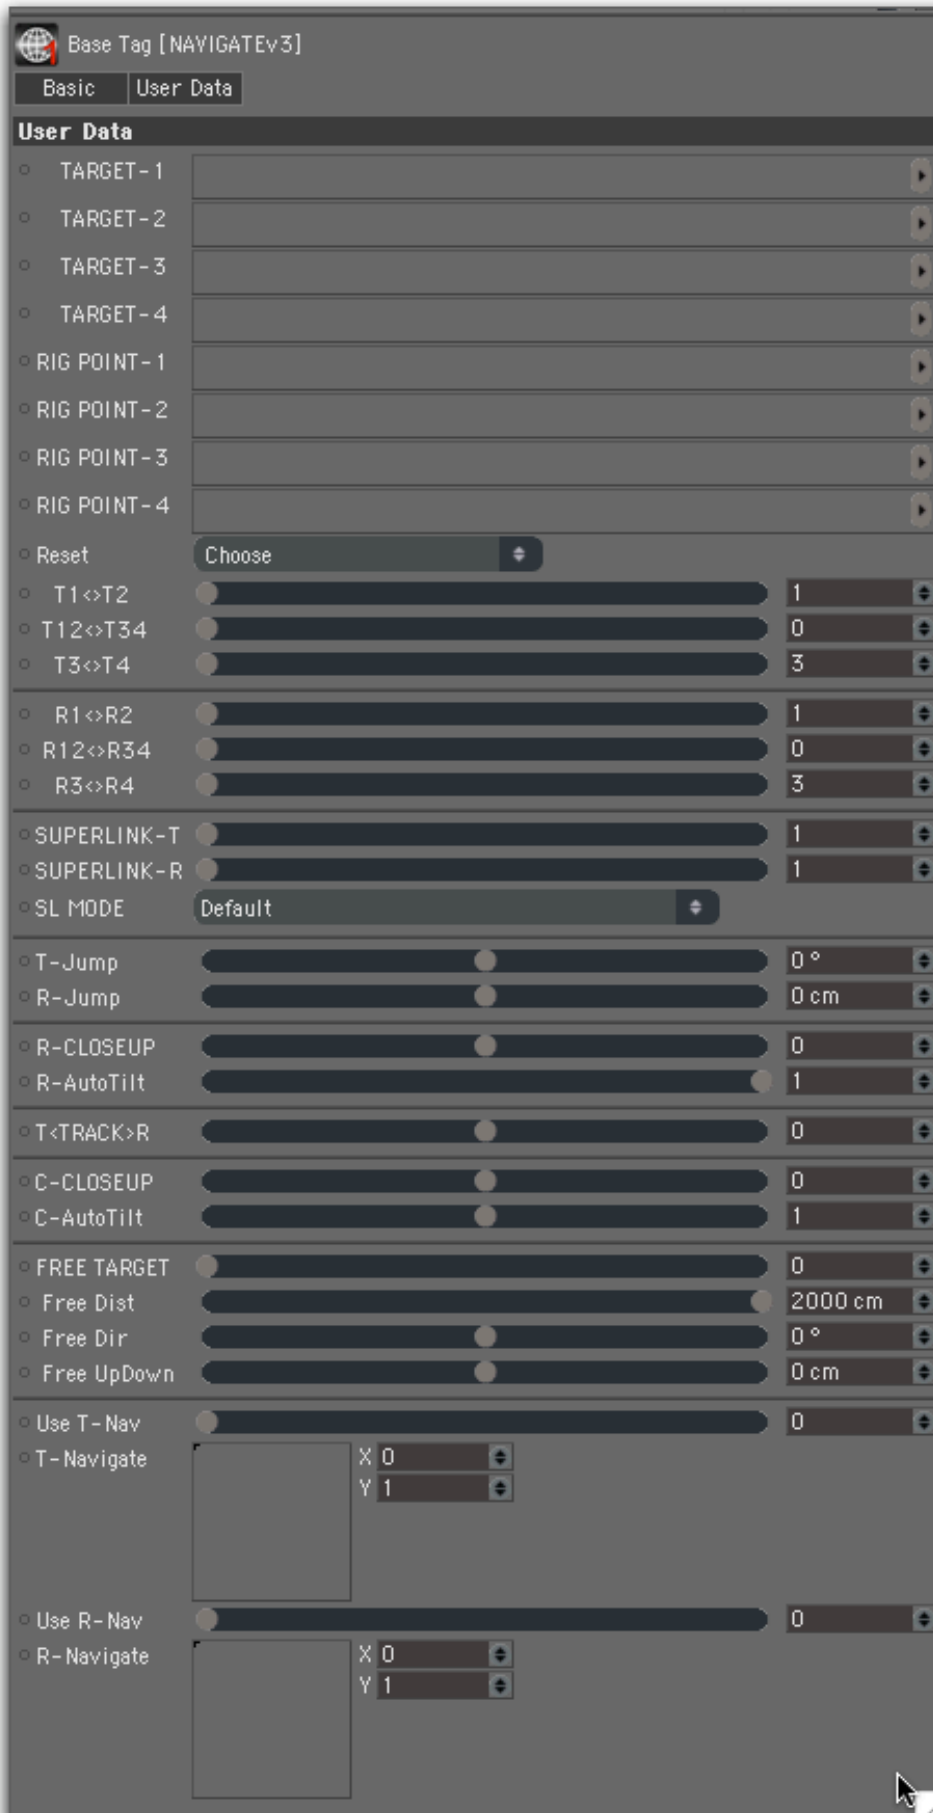 Base Tag [NAVIGATEv3]
Basic User Data
User Data
TARGET-1
TARGET-2
TARGET-3
TARGET-4
RIG POINT-1
RIG POINT-2
RIG POINT-3
RIG POINT-4
Reset Choose
T1<>T2 1
T12<>T34 0
T3<>T4 3
R1<>R2 1
R12<>R34 0
R3<>R4 3
SUPERLINK-T 1
SUPERLINK-R 1
SL MODE Default
T-Jump 0 °
R-Jump 0 cm
R-CLOSEUP 0
R-AutoTilt 1
T<TRACK>R 0
C-CLOSEUP 0
C-AutoTilt 1
FREE TARGET 0
Free Dist 2000 cm
Free Dir 0 °
Free UpDown 0 cm
Use T-Nav 0
T-Navigate X 0
Y 1
Use R-Nav 0
R-Navigate X 0
Y 1